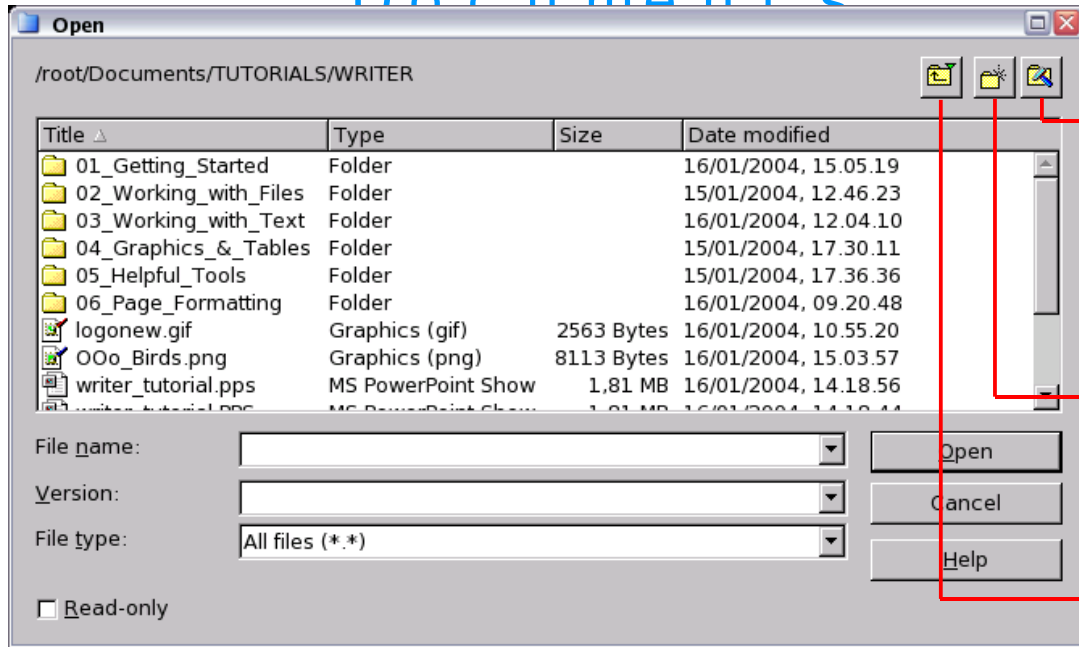 Open
/root/Documents/TUTORIALS/WRITER
Title Type Size Date modified
01_Getting_Started Folder 16/01/2004, 15.05.19
02_Working_with_Files Folder 15/01/2004, 12.46.23
03_Working_with_Text Folder 16/01/2004, 12.04.10
04_Graphics_&_Tables Folder 15/01/2004, 17.30.11
05_Helpful_Tools Folder 15/01/2004, 17.36.36
06_Page_Formatting Folder 16/01/2004, 09.20.48
logonew.gif Graphics (gif) 2563 Bytes 16/01/2004, 10.55.20
OOo_Birds.png Graphics (png) 8113 Bytes 16/01/2004, 15.03.57
writer_tutorial.pps MS PowerPoint Show 1,81 MB 16/01/2004, 14.18.56
File name: Open
Version: Cancel
File type: All files (*.*) Help
Read-only